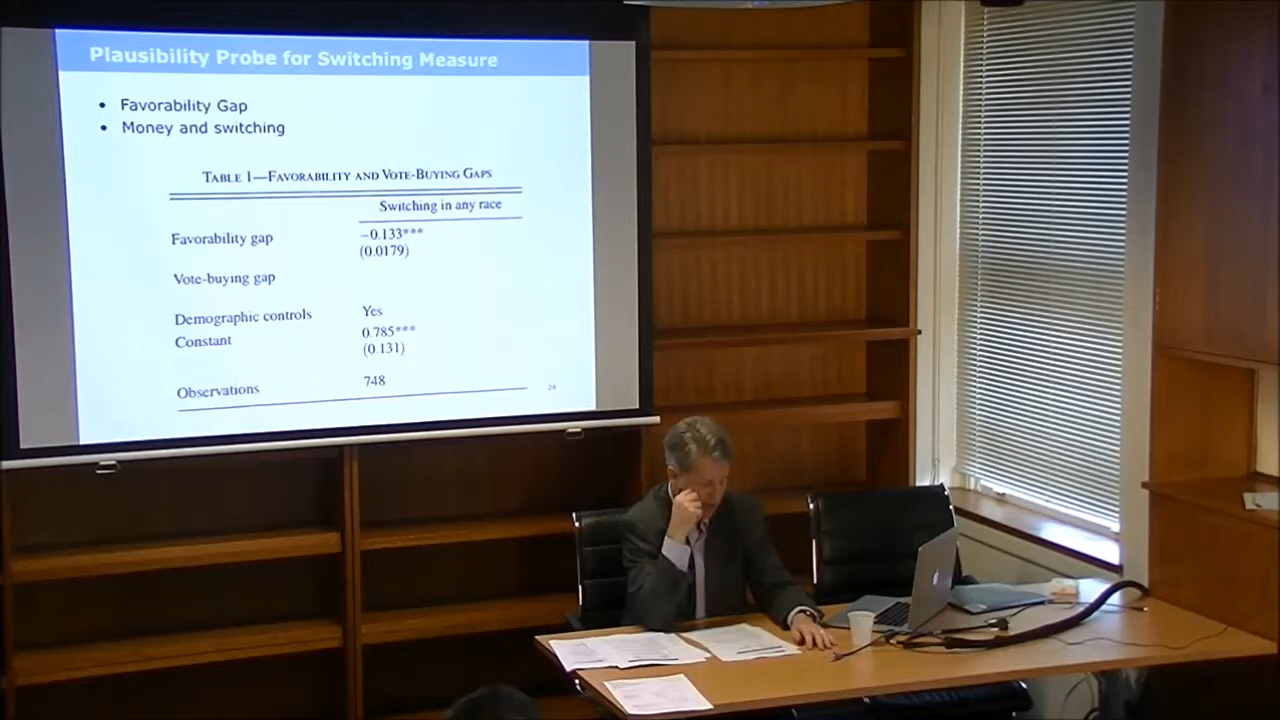 Plausibility Probe for Switching Measure
• Favorability Gap
• Money and switching
TABLE 1—FAVORABILITY AND VOTE-BUYING GAPS
Switching in any race
Favorability gap −0.133***
(0.0179)
Vote-buying gap
Demographic controls Yes
Constant 0.785***
(0.131)
Observations 748
24